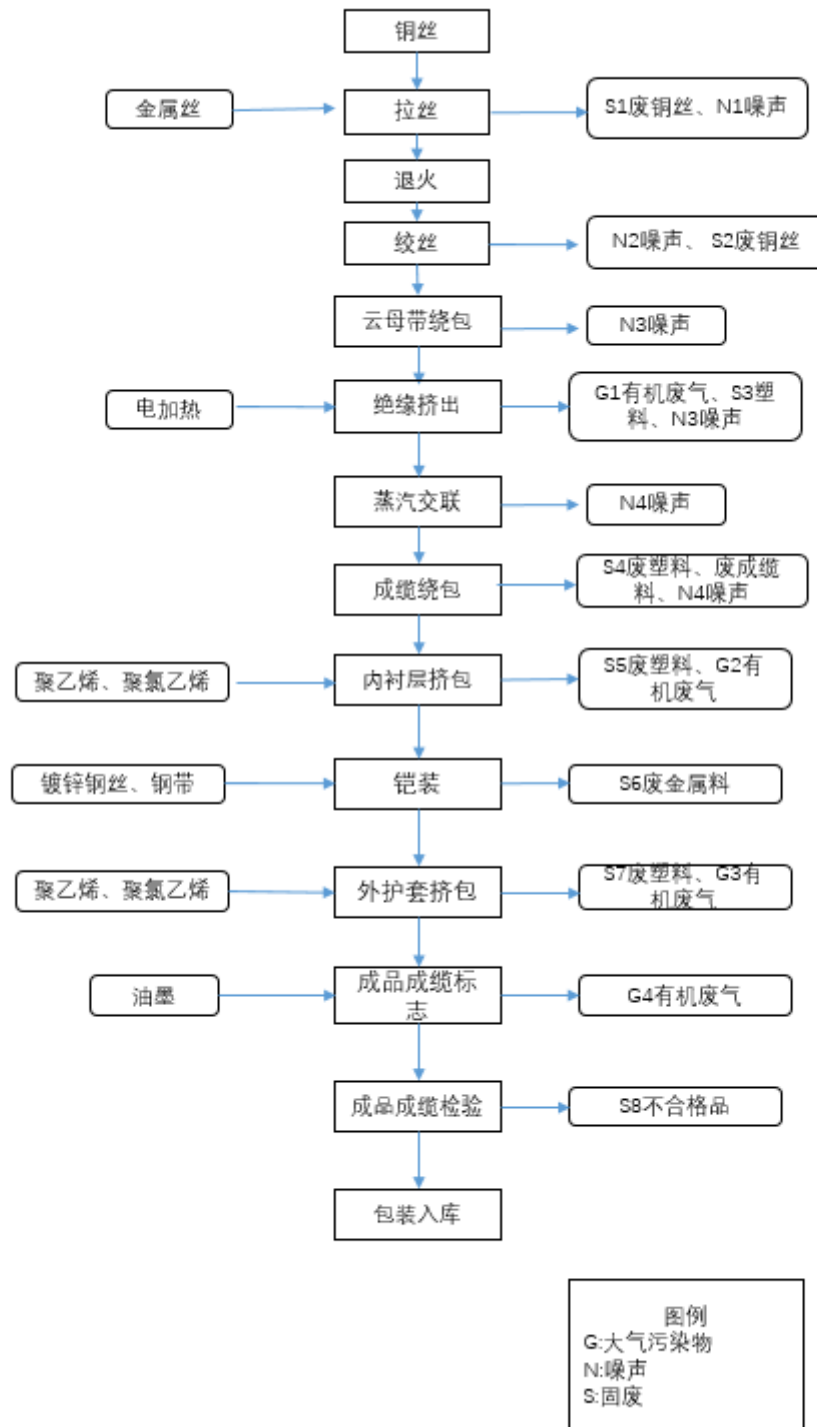 铜丝
金属丝
拉丝
S1废铜丝、N1噪声
退火
绞丝
N2噪声、 S2废铜丝
云母带绕包
N3噪声
电加热
绝缘挤出
G1有机废气、S3塑
料、N3噪声
蒸汽交联
N4噪声
成缆绕包
S4废塑料、废成缆
料、N4噪声
聚乙烯、聚氯乙烯
内衬层挤包
S5废塑料、G2有
机废气
镀锌钢丝、钢带
铠装
S6废金属料
聚乙烯、聚氯乙烯
外护套挤包
S7废塑料、G3有
机废气
油墨
成品成缆标
志
G4有机废气
成品成缆检验
S8不合格品
包装入库
图例
G:大气污染物
N:噪声
S:固废